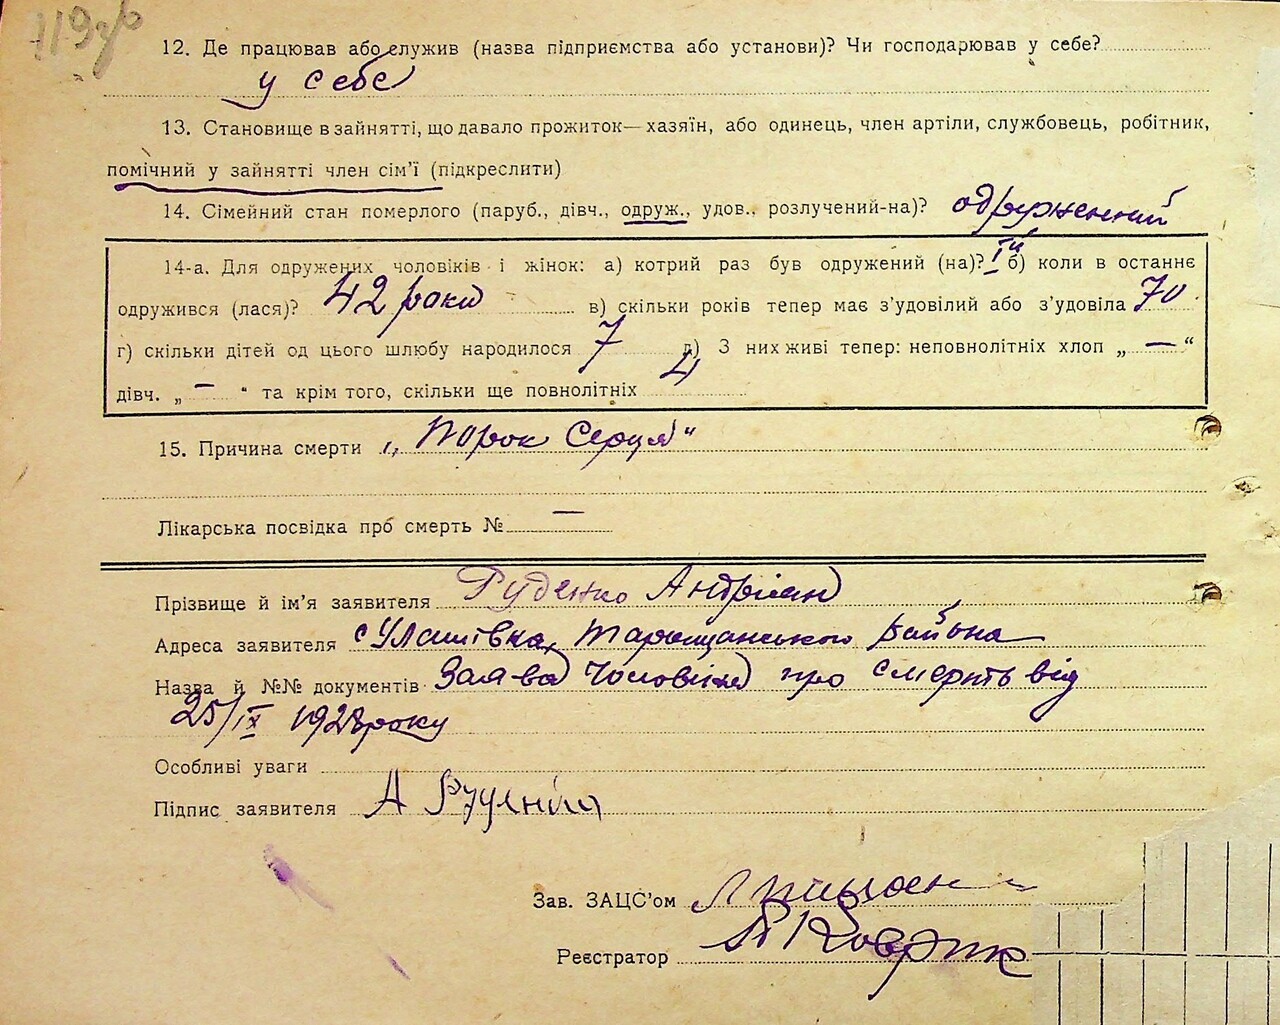 119зв
12. Де працював або служив (назва підприємства або установи)? Чи господарював у себе?
у себе
13. Становище в зайнятті, що давало прожиток—хазяїн, або одинець, член артіли, службовець, робітник,
помічний у зайнятті член сім’ї (підкреслити)
14. Сімейний стан померлого (паруб., дівч., одруж., удов., розлучений-на)? одружений
14-а. Для одружених чоловіків і жінок: а) котрий раз був одружений (на)? Iй б) коли в останнє
одружився (лася)? 42 роки в) скільки років тепер має з’удовілий або з’удовіла 70
г) скільки дітей од цього шлюбу народилося 7 д) З них живі тепер: неповнолітніх хлоп „ — “
дівч. „ — “ та крім того, скільки ще повнолітніх 4
15. Причина смерти „Порок Серця“
Лікарська посвідка про смерть № —
Прізвище й ім’я заявителя Руденко Андріян
Адреса заявителя с Улашівка, Таращанського району
Назва й №№ документів Заява Чоловіка про смерть від
25/IX 1928 року
Особливі уваги
Підпис заявителя А
Зав. ЗАЦС’ом
Реєстратор